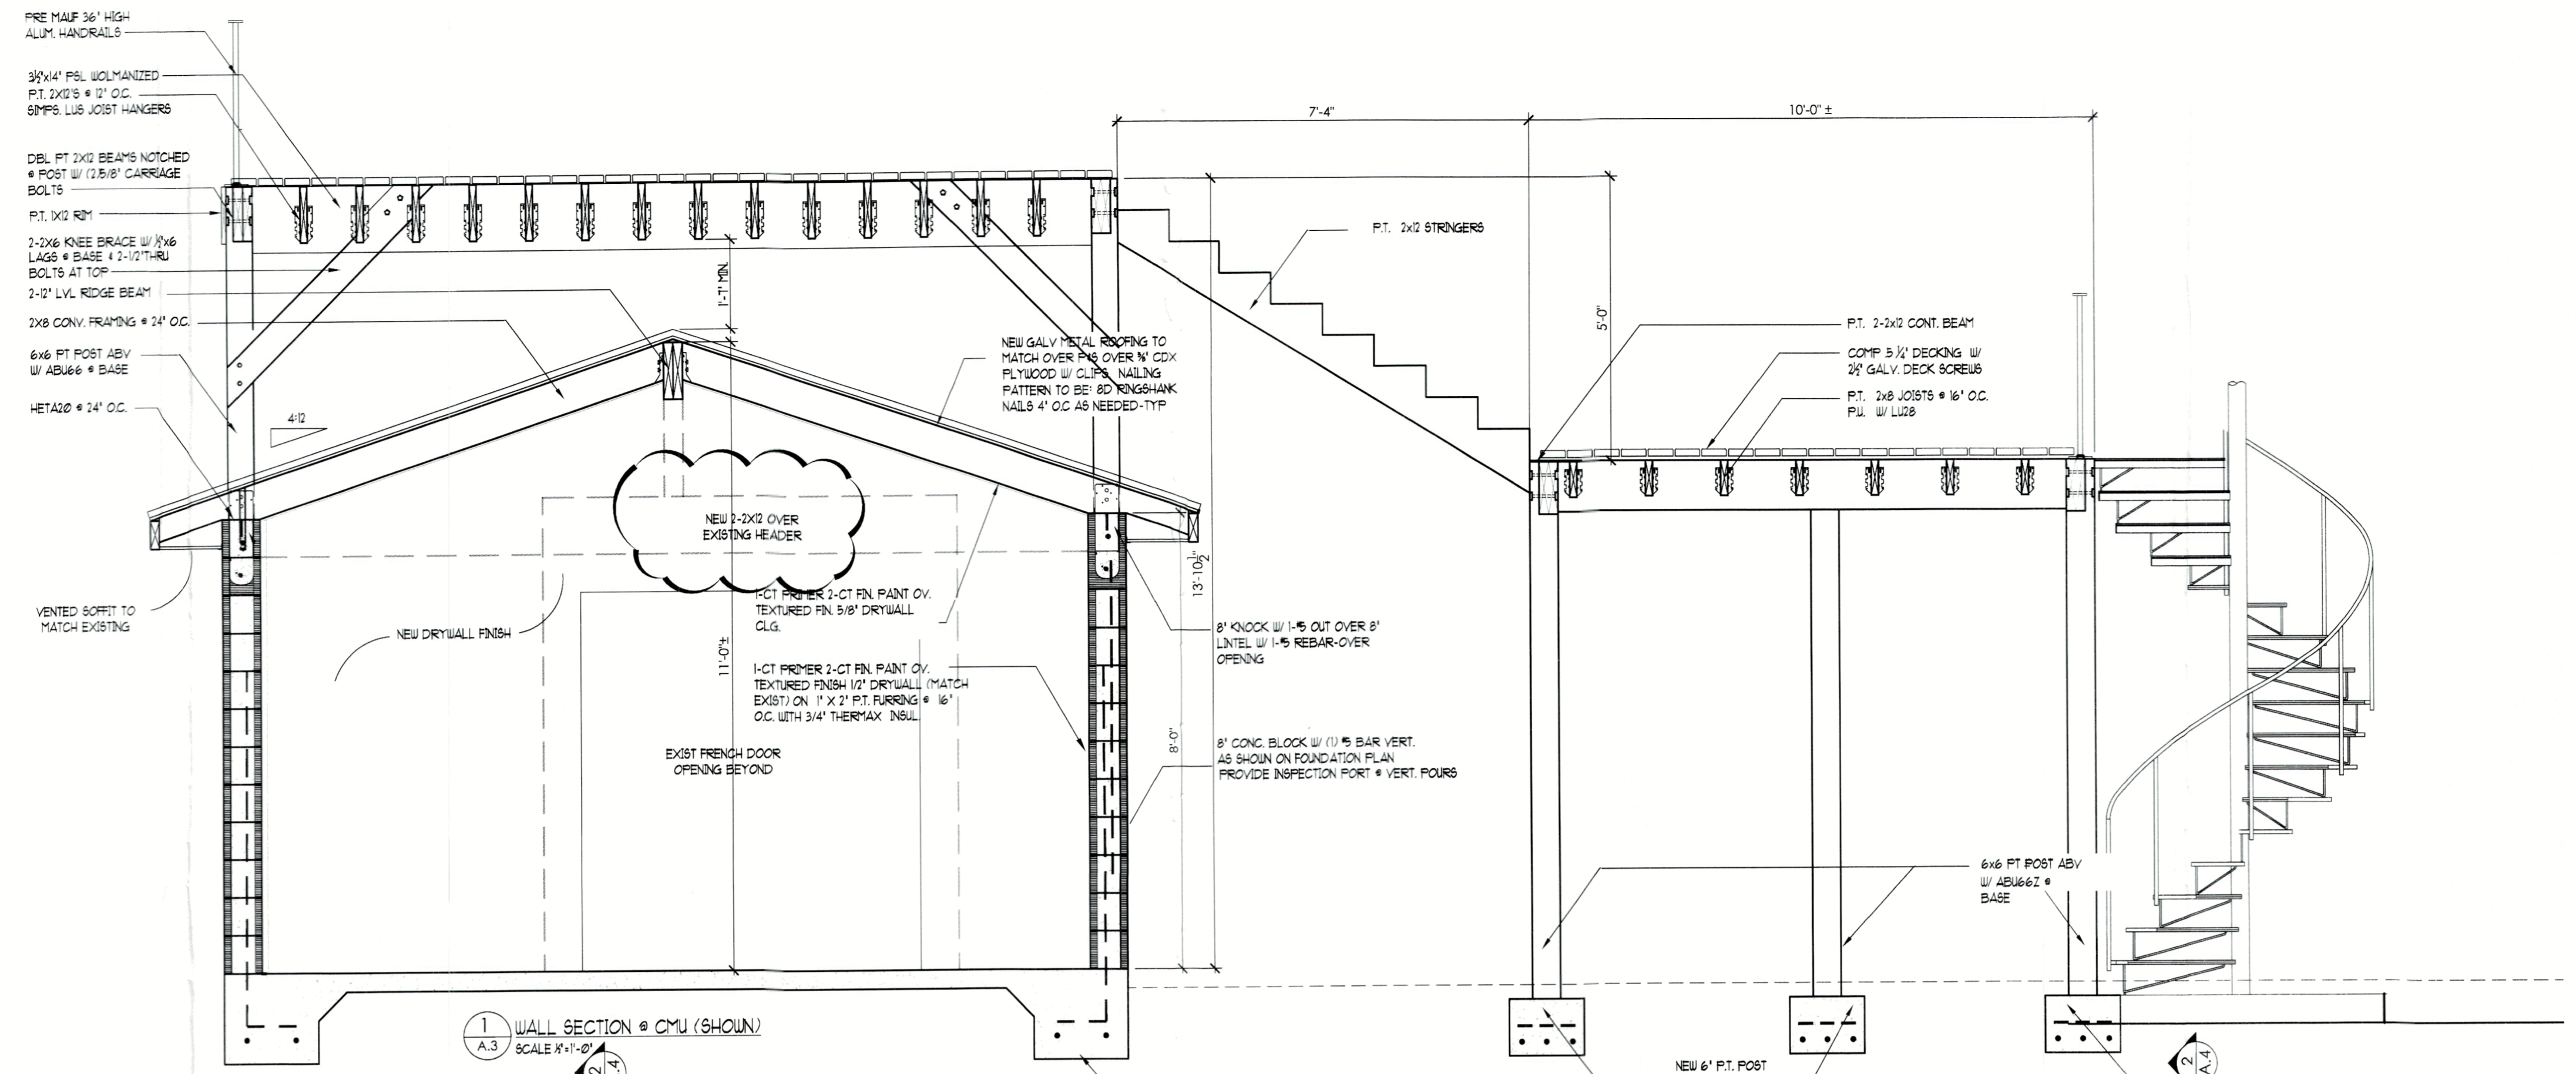 PRE MAUF 36" HIGH
ALUM. HANDRAILS
3½"x14" PSL WOLMANIZED
P.T. 2X12'S @ 12" O.C.
SIMPS. LUS JOIST HANGERS
DBL PT 2X12 BEAMS NOTCHED
@ POST W/ (2)5/8" CARRIAGE
BOLTS
P.T. 1X12 RIM
2-2X6 KNEE BRACE W/ ½"x6
LAGS @ BASE & 2-1/2"THRU
BOLTS AT TOP
2-12" LVL RIDGE BEAM
2X8 CONV. FRAMING @ 24" O.C.
6x6 PT POST ABV
W/ ABU66 @ BASE
HETA20 @ 24" O.C.
4:12
VENTED SOFFIT TO
MATCH EXISTING
NEW DRYWALL FINISH
1'-7" MIN.
NEW GALV METAL ROOFING TO
MATCH OVER P&S OVER ⅝" CDX
PLYWOOD W/ CLIPS NAILING
PATTERN TO BE: 8D RINGSHANK
NAILS 4" O.C AS NEEDED-TYP
NEW 2-2X12 OVER
EXISTING HEADER
1-CT PRIMER 2-CT FIN. PAINT OV.
TEXTURED FIN. 5/8" DRYWALL
CLG.
11'-0"±
1-CT PRIMER 2-CT FIN. PAINT OV.
TEXTURED FINISH 1/2" DRYWALL (MATCH
EXIST) ON 1" X 2" P.T. FURRING @ 16"
O.C. WITH 3/4" THERMAX INSUL.
EXIST FRENCH DOOR
OPENING BEYOND
8'-0"
13'-10½"
8" KNOCK W/ 1-#5 OUT OVER 8"
LINTEL W/ 1-#5 REBAR-OVER
OPENING
8" CONC. BLOCK W/ (1) #5 BAR VERT.
AS SHOWN ON FOUNDATION PLAN
PROVIDE INSPECTION PORT @ VERT. POURS
7'-4"
10'-0" ±
5'-0"
P.T. 2x12 STRINGERS
P.T. 2-2x12 CONT. BEAM
COMP 5 ¼" DECKING W/
2½" GALV. DECK SCREWS
P.T. 2x8 JOISTS @ 16" O.C.
P.U. W/ LU28
6x6 PT POST ABV
W/ ABU66Z @
BASE
1
A.3
WALL SECTION @ CMU (SHOWN)
SCALE ½"=1'-0"
2
A.4
NEW 6" P.T. POST
2
A.4